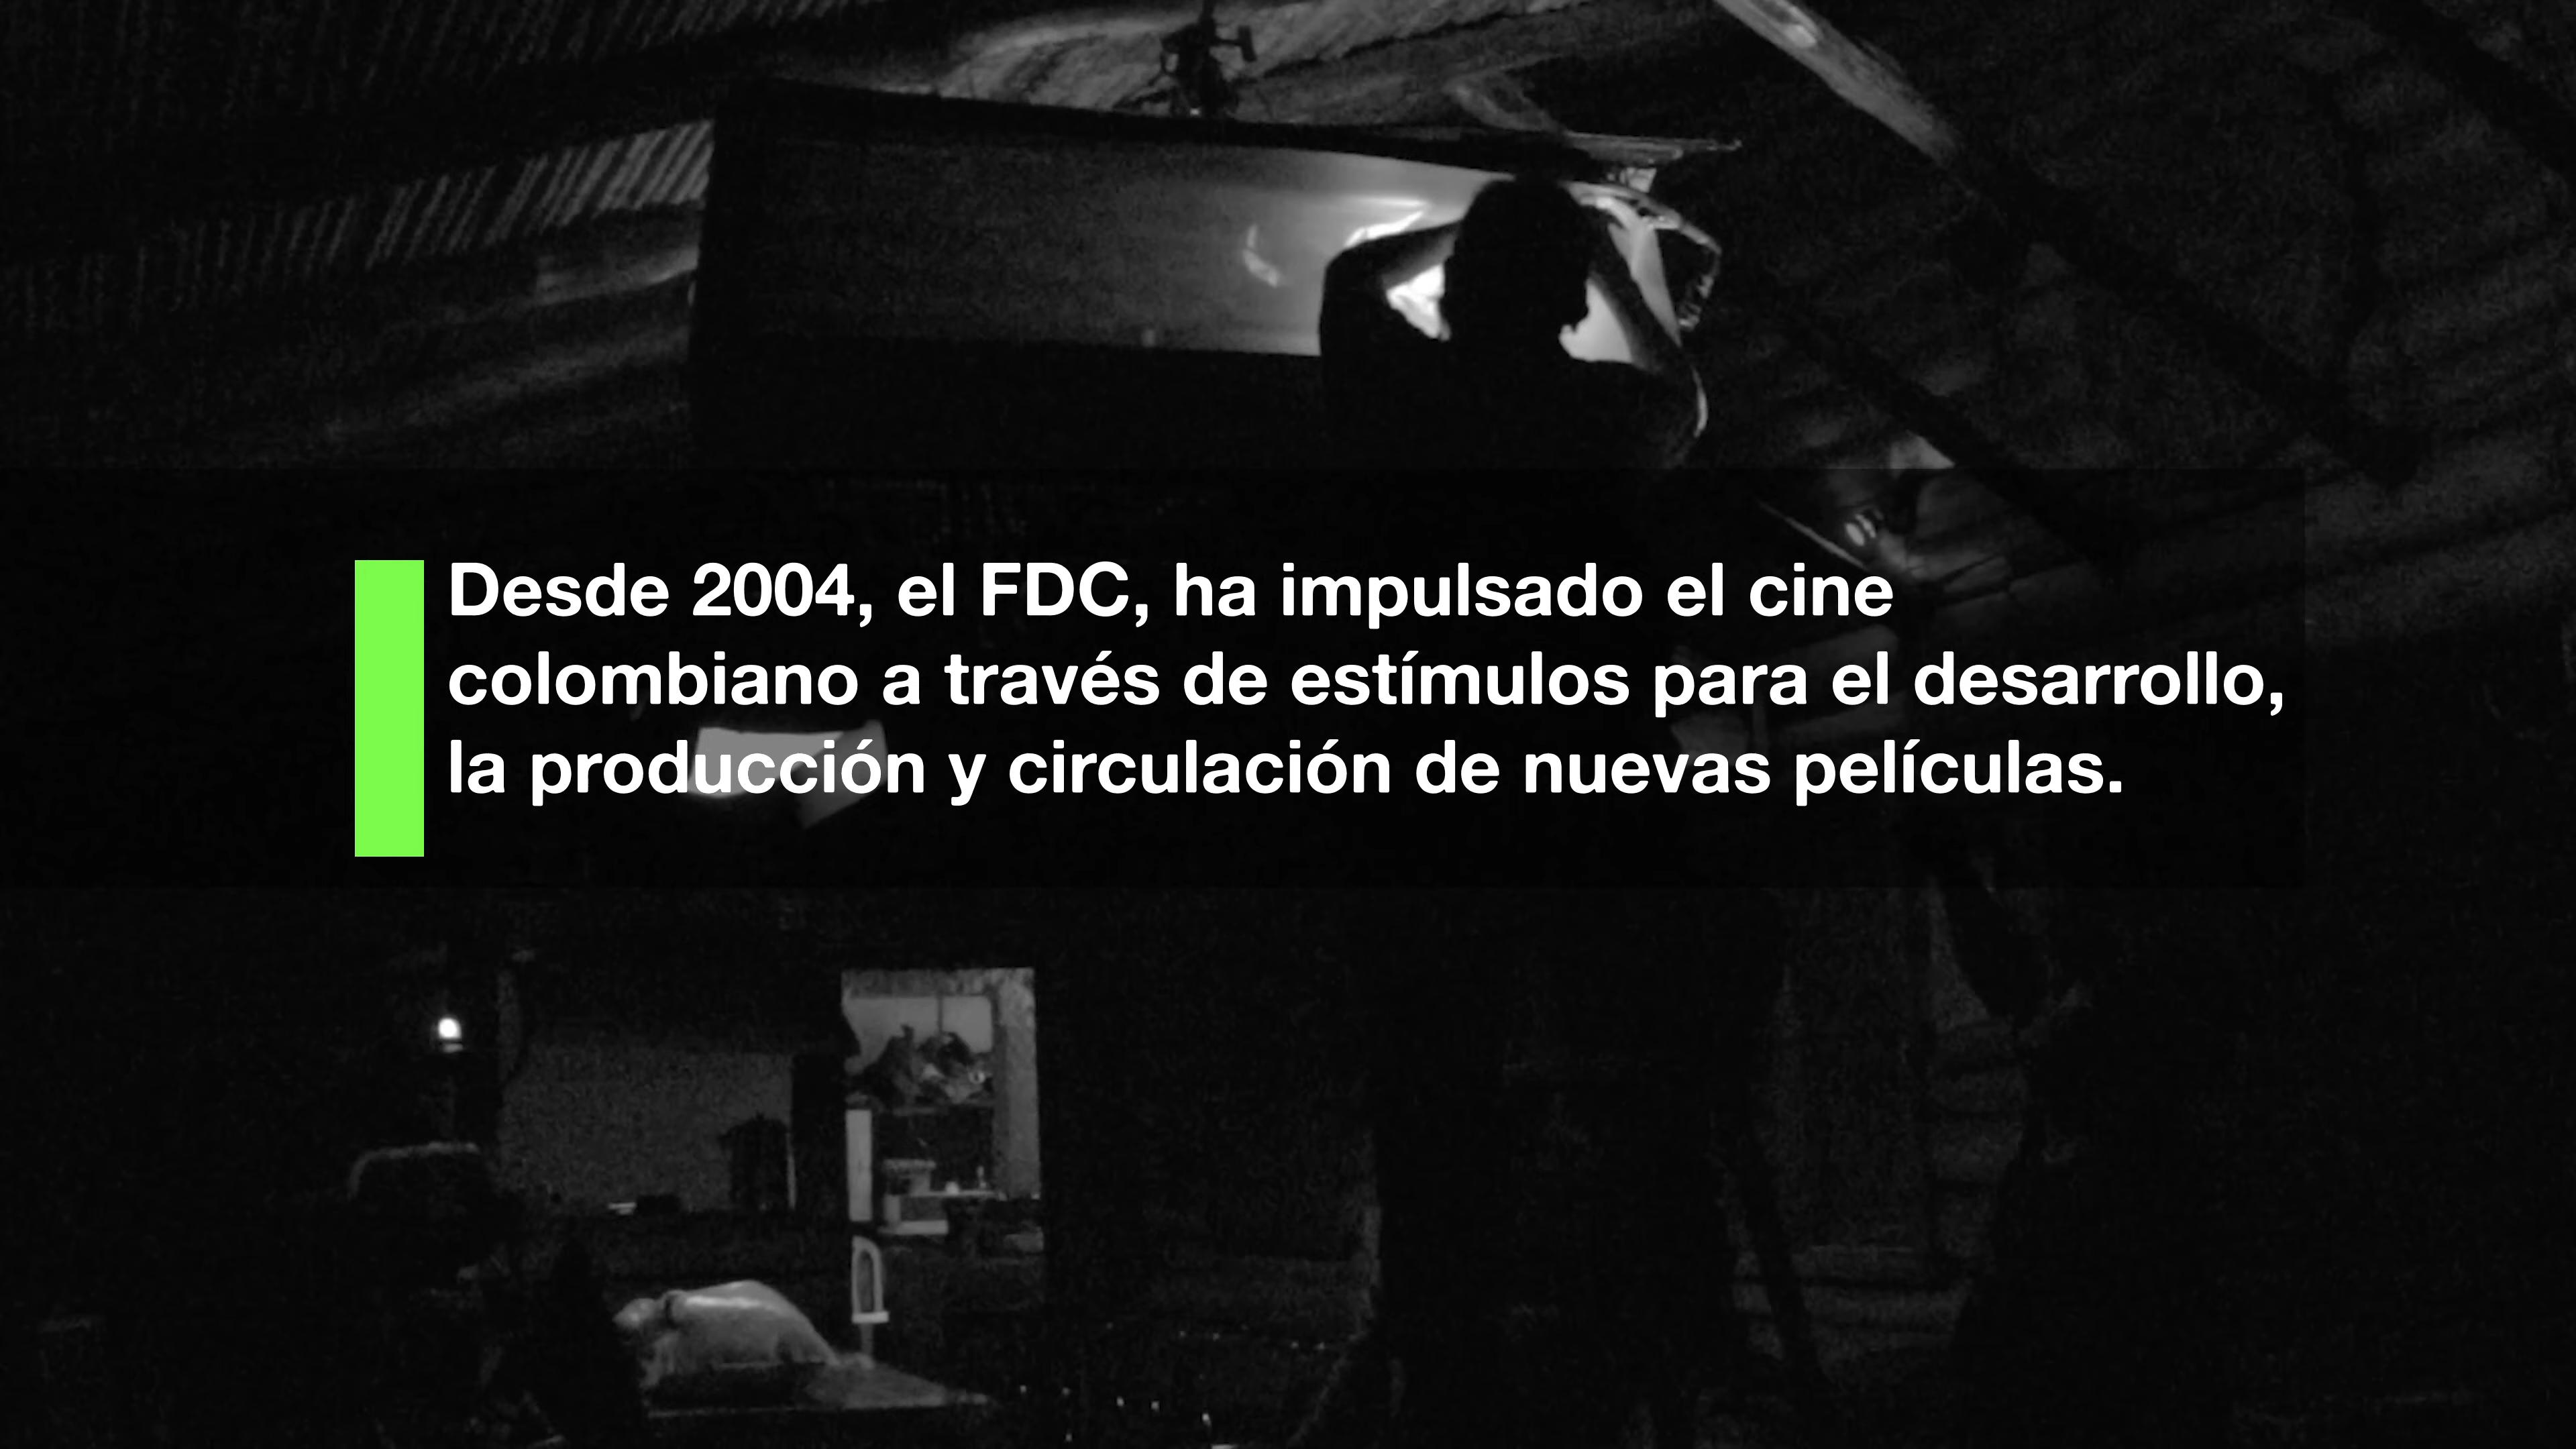 Desde 2004, el FDC, ha impulsado el cine
colombiano a través de estímulos para el desarrollo,
la producción y circulación de nuevas películas.